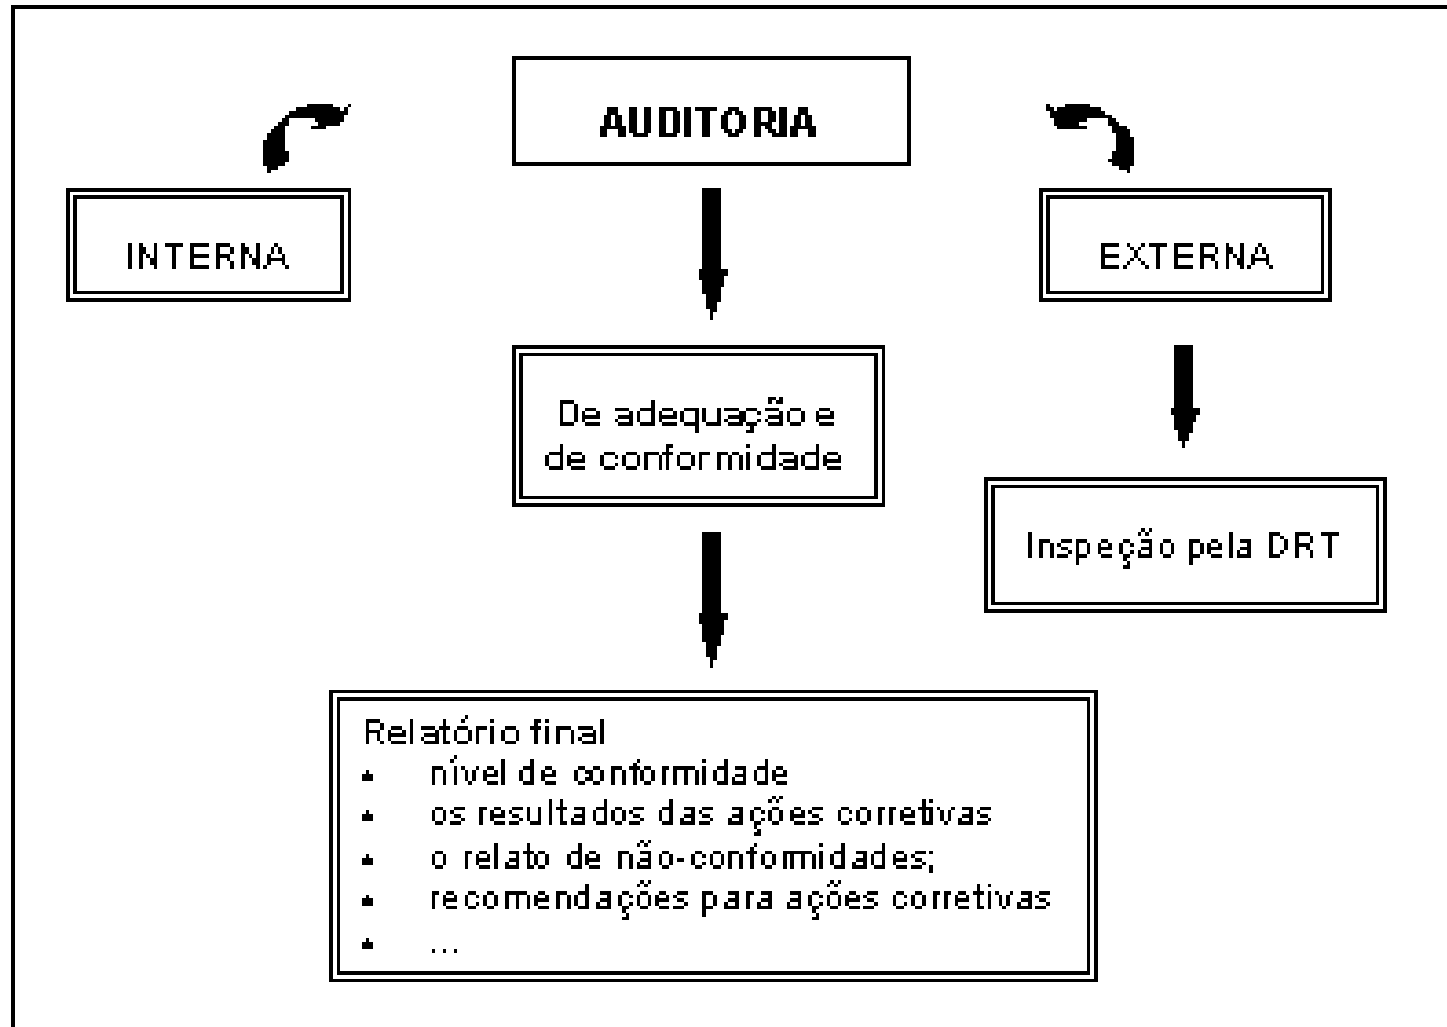 AUDITORIA
INTERNA
EXTERNA
De adequação e
de conformidade
Inspeção pela DRT
Relatório final
• nível de conformidade
• os resultados das ações corretivas
• o relato de não-conformidades;
• recomendações para ações corretivas
• ...